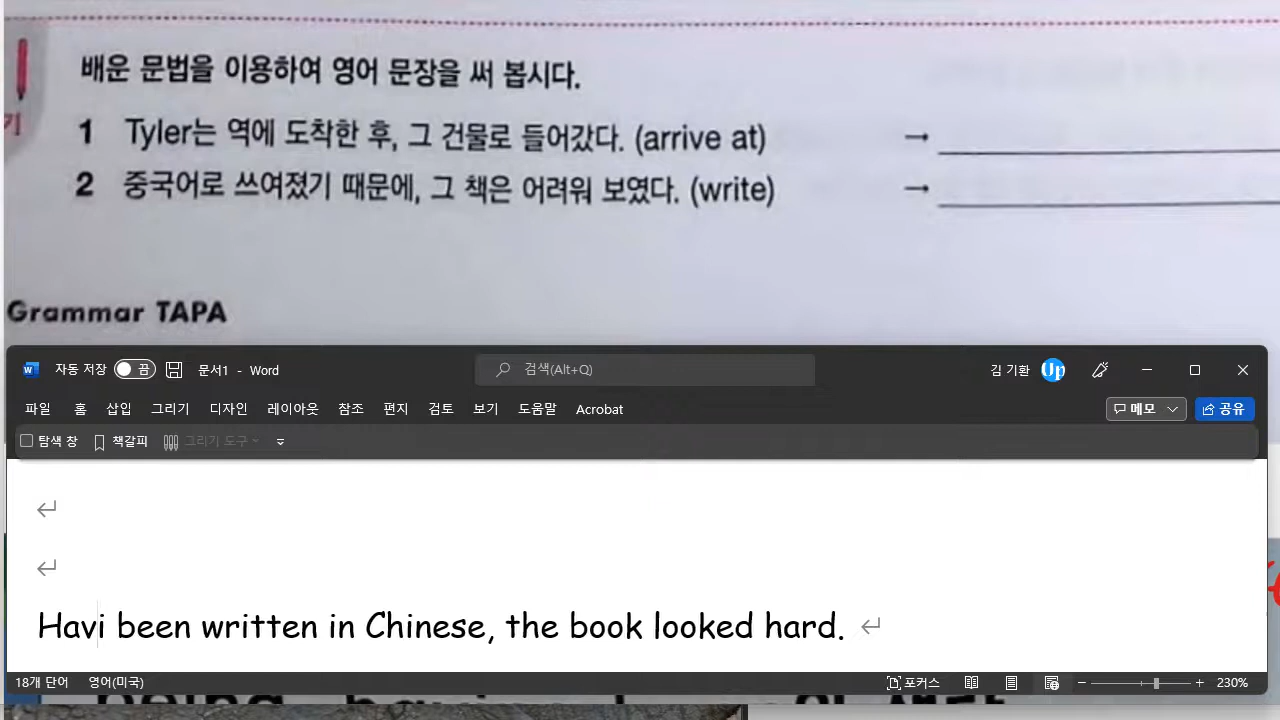 배운 문법을 이용하여 영어 문장을 써 봅시다.
기
1 Tyler는 역에 도착한 후, 그 건물로 들어갔다. (arrive at) →
2 중국어로 쓰여졌기 때문에, 그 책은 어려워 보였다. (write) →
Grammar TAPA
자동 저장 끔 문서1 - Word 검색(Alt+Q) 김 기환 Up
파일 홈 삽입 그리기 디자인 레이아웃 참조 편지 검토 보기 도움말 Acrobat 메모 공유
탐색 창 책갈피 그리기 도구
Havi been written in Chinese, the book looked hard.
18개 단어 영어(미국) 포커스 230%